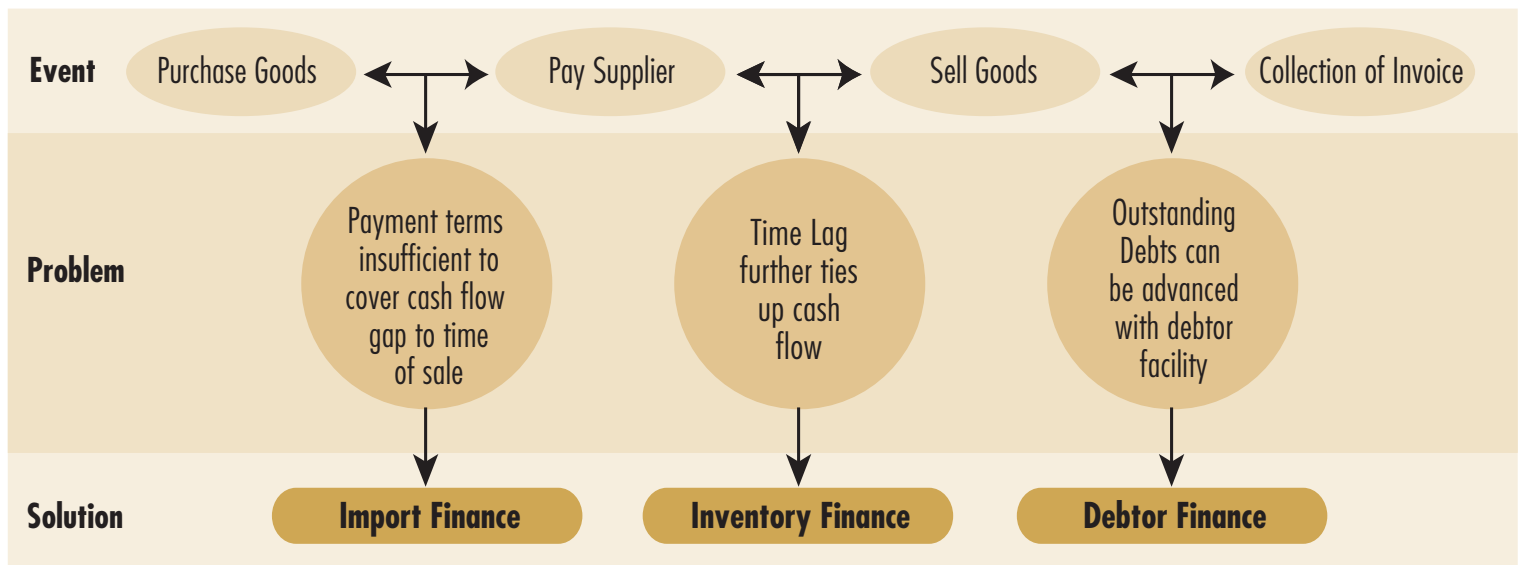 Event
Purchase Goods
Pay Supplier
Sell Goods
Collection of Invoice
Problem
Payment terms
insufficient to
cover cash flow
gap to time
of sale
Time Lag
further ties
up cash
flow
Outstanding
Debts can
be advanced
with debtor
facility
Solution
Import Finance
Inventory Finance
Debtor Finance